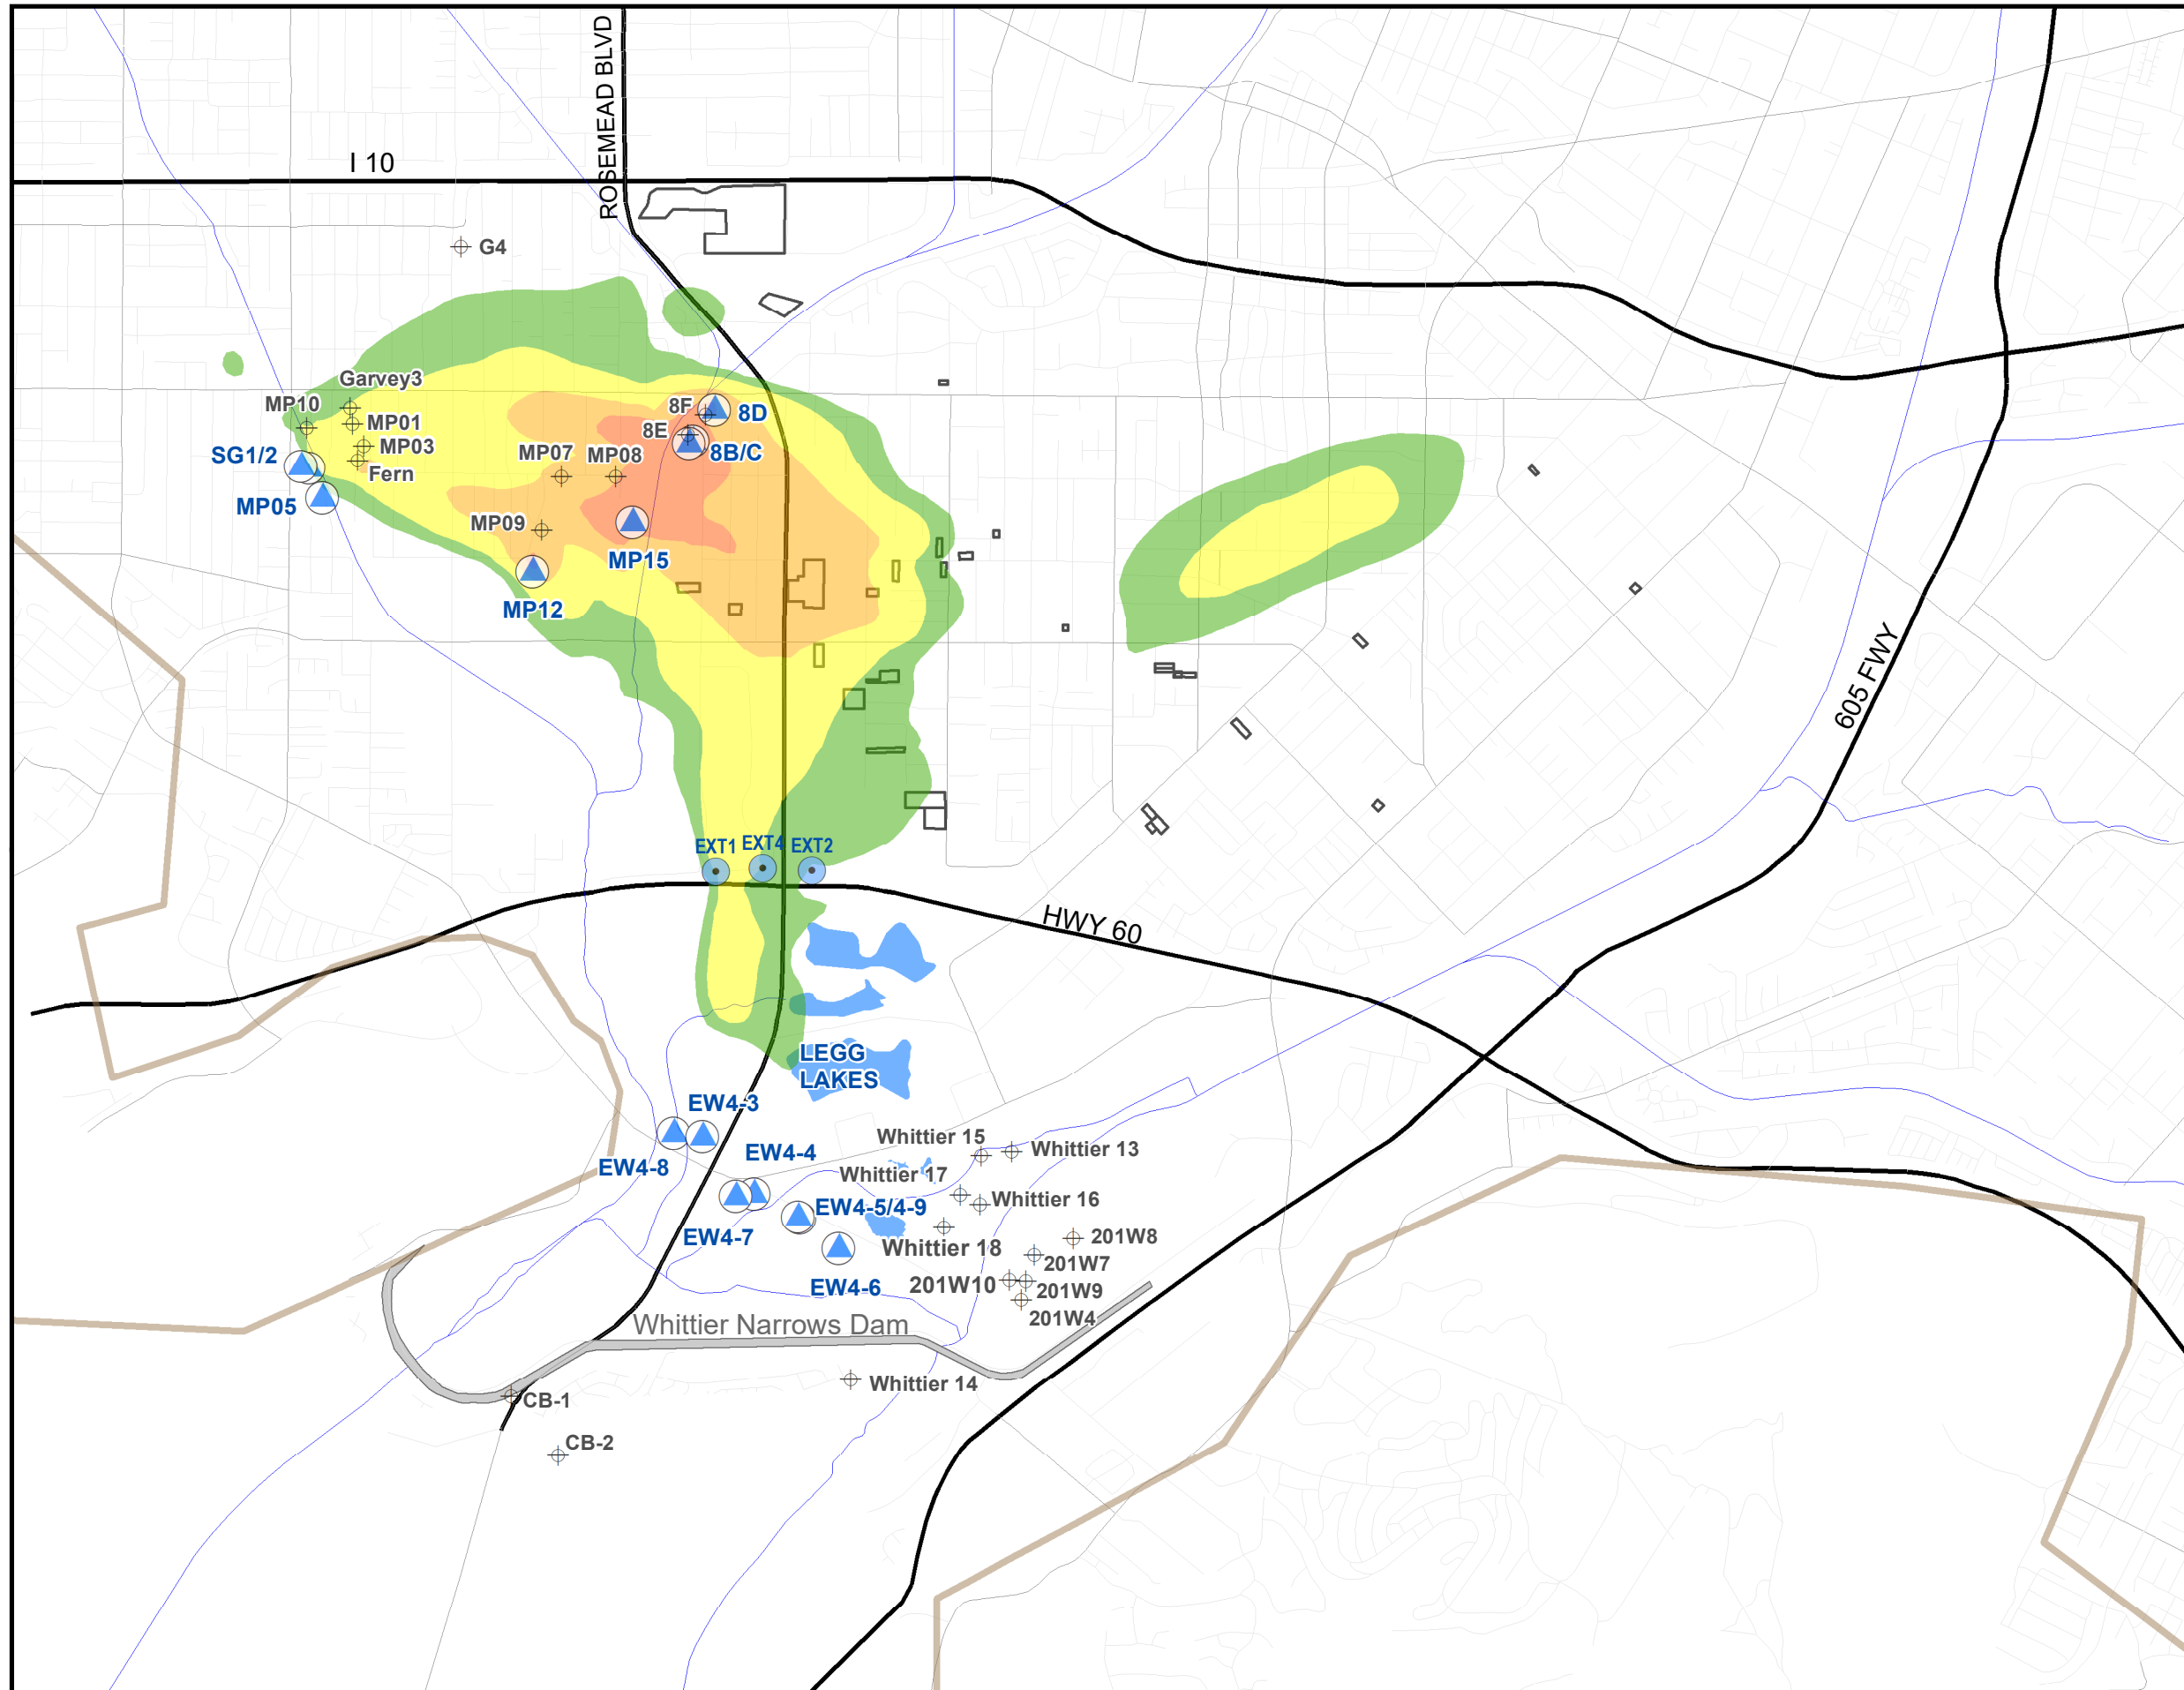 ROSEMEAD BLVD
I 10
G4
Garvey3
MP10
MP01
MP03
Fern
SG1/2
MP05
8F
8D
8E
8B/C
MP07
MP08
MP09
MP15
MP12
605 FWY
EXT1
EXT4
EXT2
HWY 60
LEGG
LAKES
EW4-3
EW4-4
EW4-8
Whittier 15
Whittier 13
Whittier 17
Whittier 16
EW4-5/4-9
EW4-7
Whittier 18
201W8
201W7
EW4-6
201W10
201W9
201W4
Whittier Narrows Dam
Whittier 14
CB-1
CB-2